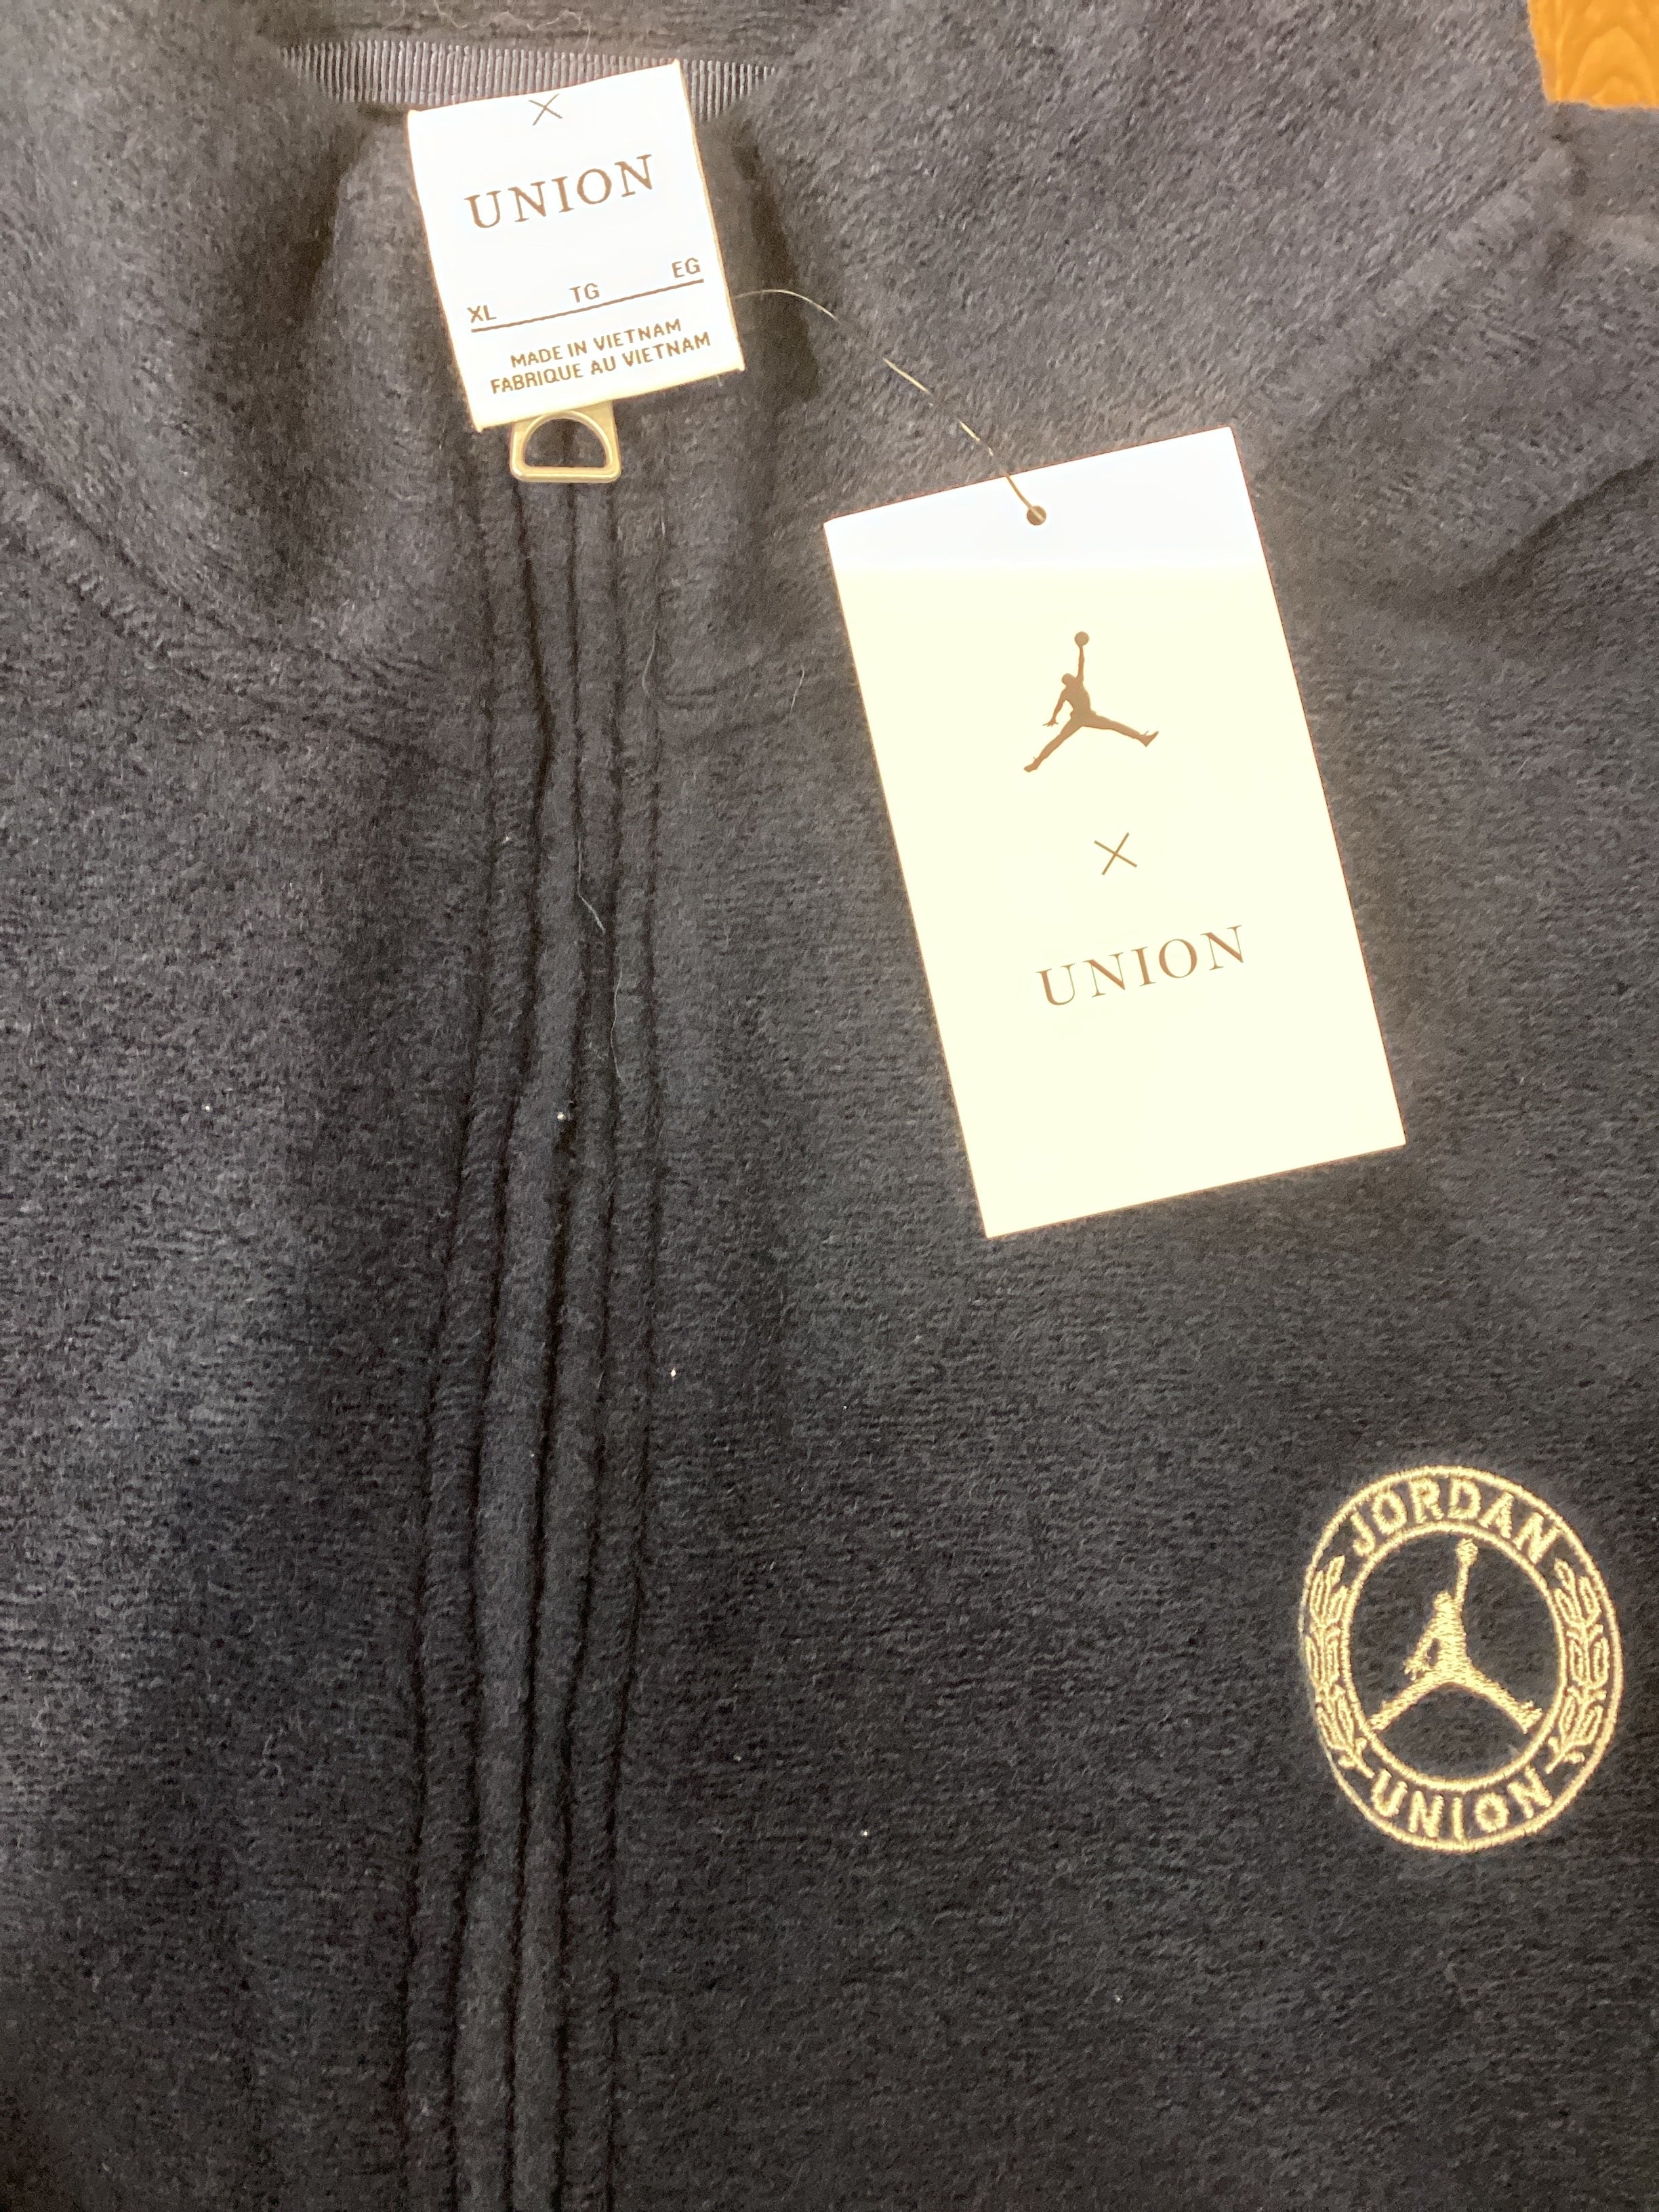 ×
UNION
XL TG EG
MADE IN VIETNAM
FABRIQUE AU VIETNAM
×
UNION
JORDAN
UNION